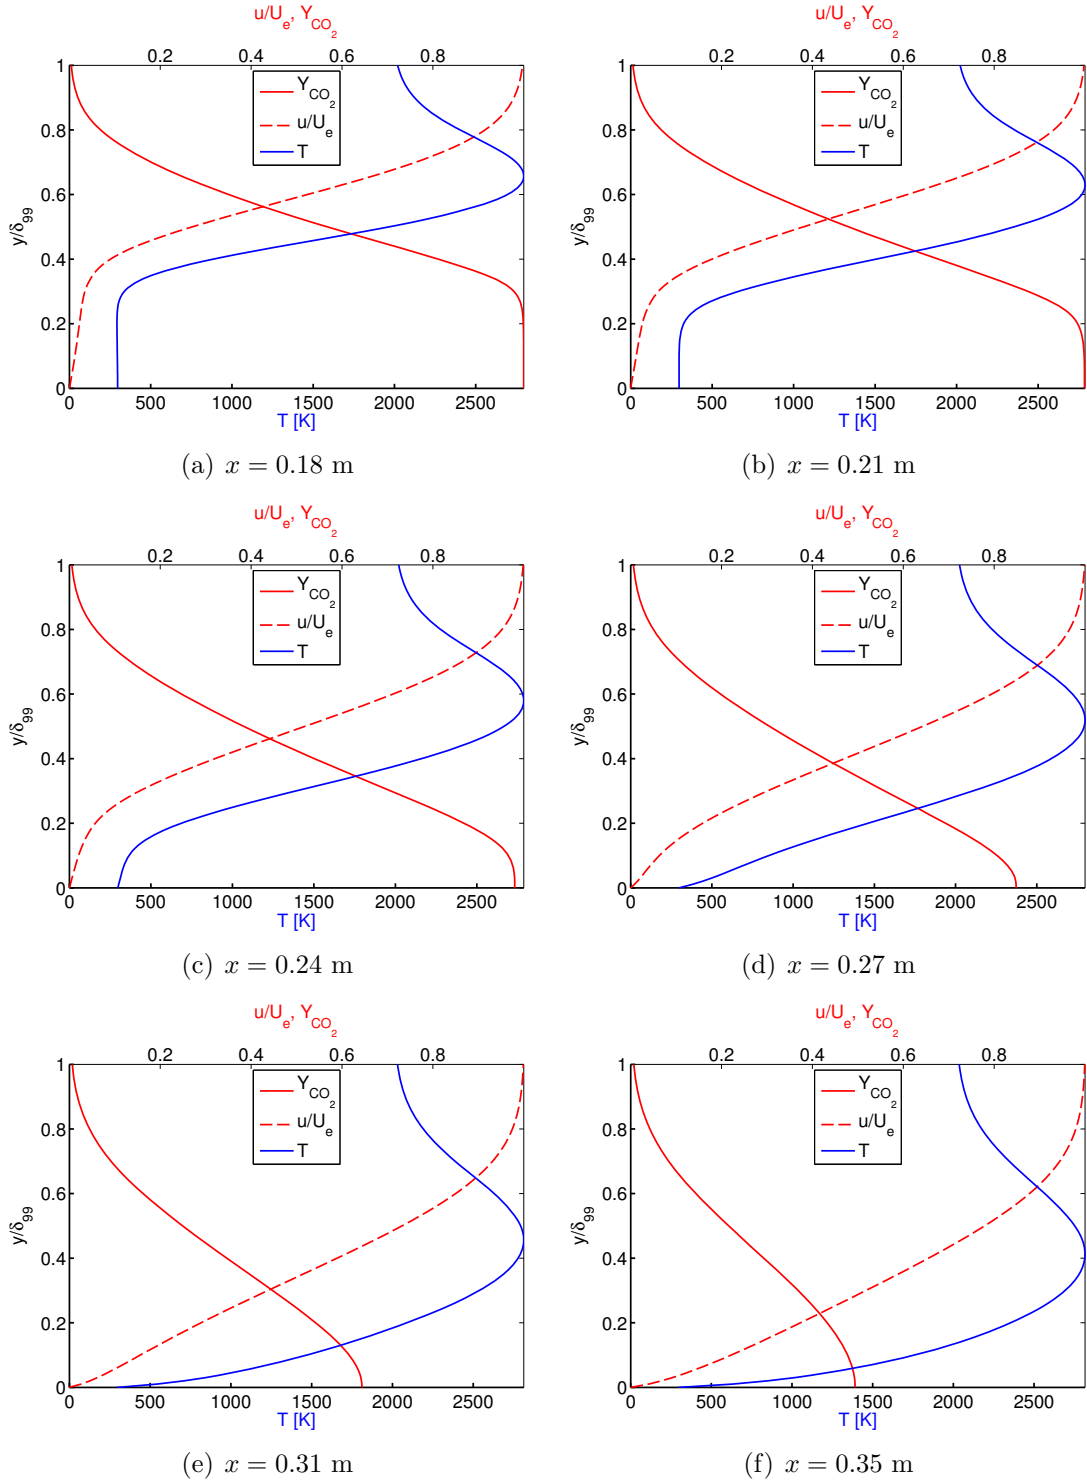 u/U_e, Y_CO_2 u/U_e, Y_CO_2
0.2 0.4 0.6 0.8 0.2 0.4 0.6 0.8
1 1
Y_CO_2 Y_CO_2
0.8 u/U_e 0.8 u/U_e
T T
0.6 0.6
y/δ_99 y/δ_99
0.4 0.4
0.2 0.2
0 0
0 500 1000 1500 2000 2500 0 500 1000 1500 2000 2500
T [K] T [K]
(a) x = 0.18 m (b) x = 0.21 m
u/U_e, Y_CO_2 u/U_e, Y_CO_2
0.2 0.4 0.6 0.8 0.2 0.4 0.6 0.8
1 1
Y_CO_2 Y_CO_2
0.8 u/U_e 0.8 u/U_e
T T
0.6 0.6
y/δ_99 y/δ_99
0.4 0.4
0.2 0.2
0 0
0 500 1000 1500 2000 2500 0 500 1000 1500 2000 2500
T [K] T [K]
(c) x = 0.24 m (d) x = 0.27 m
u/U_e, Y_CO_2 u/U_e, Y_CO_2
0.2 0.4 0.6 0.8 0.2 0.4 0.6 0.8
1 1
Y_CO_2 Y_CO_2
0.8 u/U_e 0.8 u/U_e
T T
0.6 0.6
y/δ_99 y/δ_99
0.4 0.4
0.2 0.2
0 0
0 500 1000 1500 2000 2500 0 500 1000 1500 2000 2500
T [K] T [K]
(e) x = 0.31 m (f) x = 0.35 m